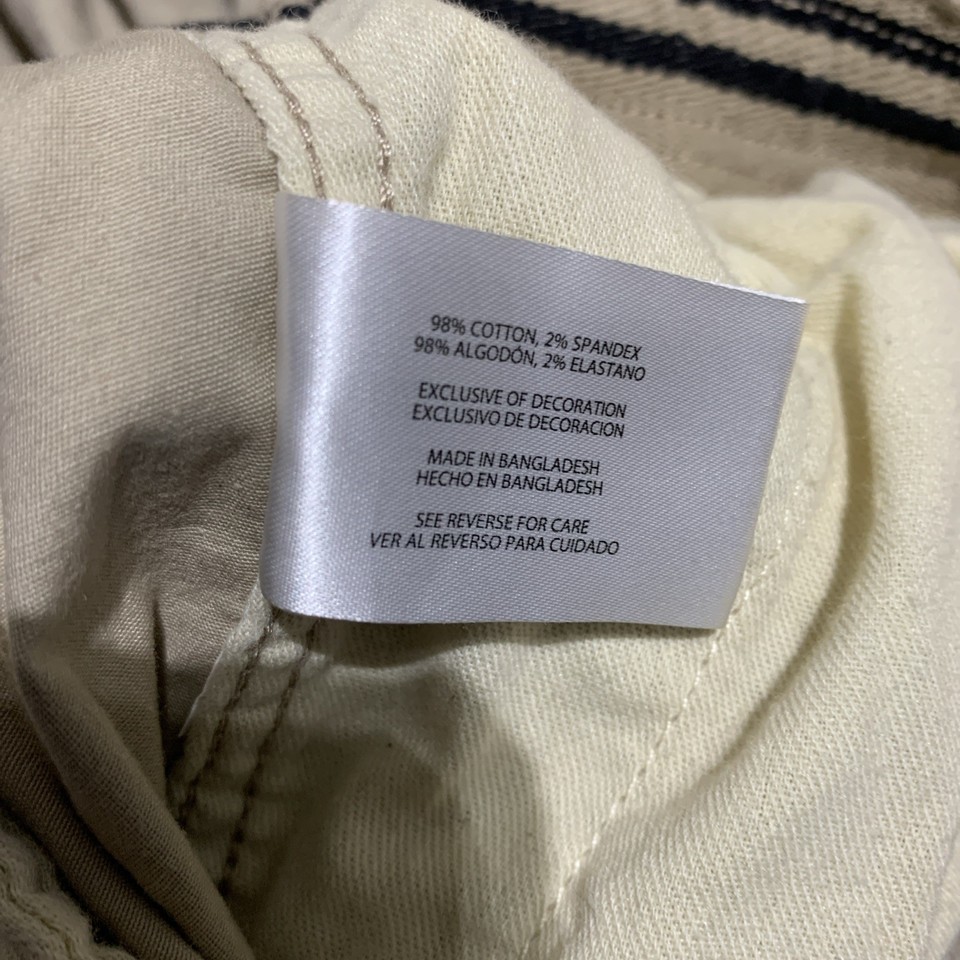 98% COTTON, 2% SPANDEX
98% ALGODÓN, 2% ELASTANO
EXCLUSIVE OF DECORATION
EXCLUSIVO DE DECORACION
MADE IN BANGLADESH
HECHO EN BANGLADESH
SEE REVERSE FOR CARE
VER AL REVERSO PARA CUIDADO